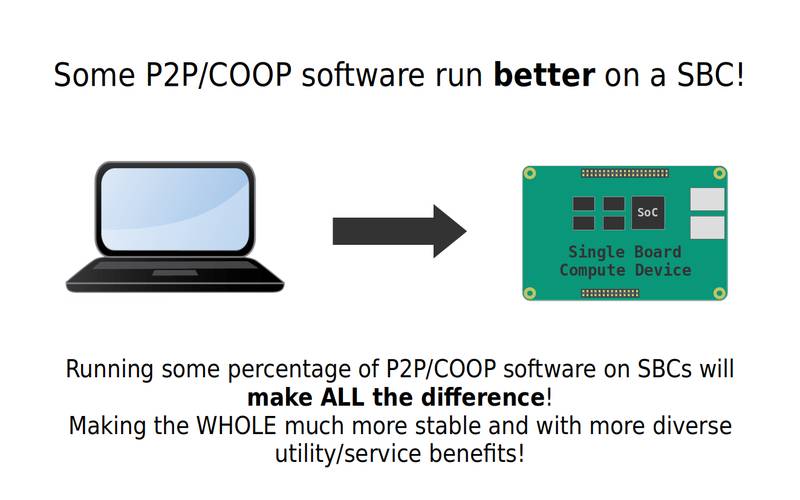 Some P2P/COOP software run better on a SBC!
SoC
Single Board
Compute Device
Running some percentage of P2P/COOP software on SBCs will
make ALL the difference!
Making the WHOLE much more stable and with more diverse
utility/service benefits!